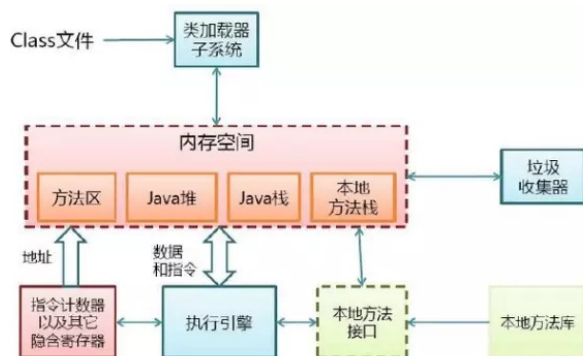 Class文件
类加载器
子系统
内存空间
方法区
Java堆
Java栈
本地
方法栈
垃圾
收集器
地址
数据
和指令
指令计数器
以及其它
隐含寄存器
执行引擎
本地方法
接口
本地方法库